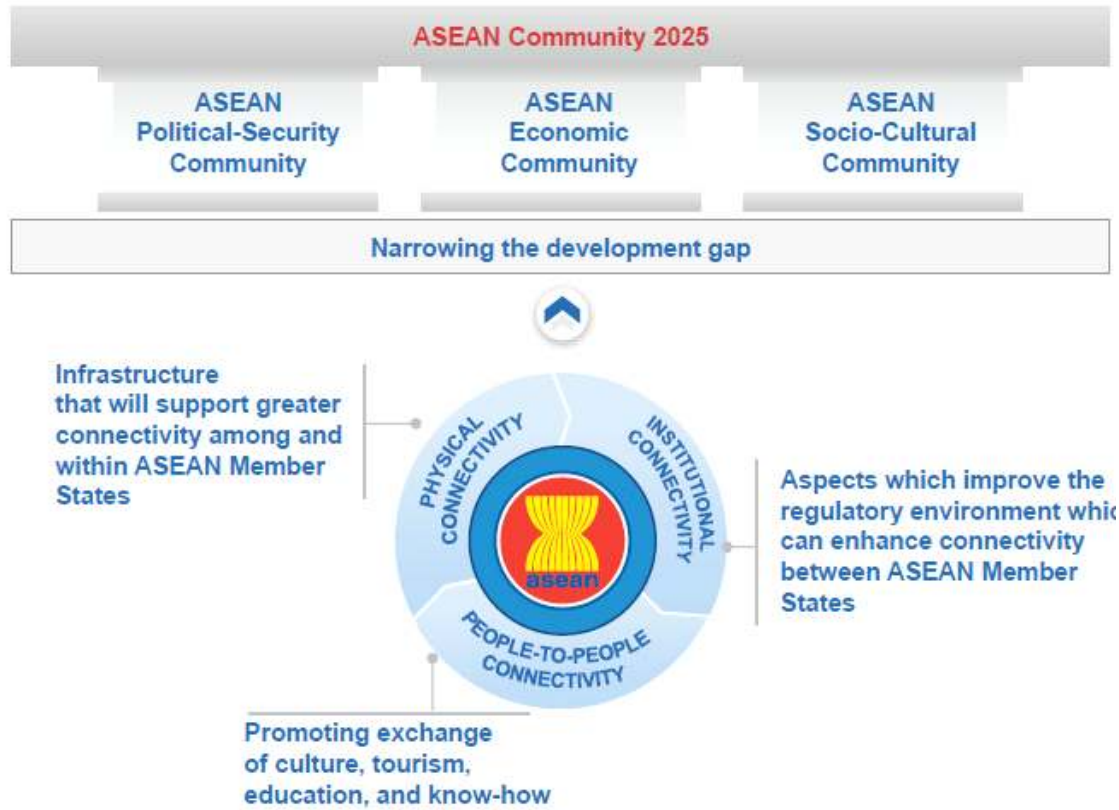 ASEAN Community 2025
ASEAN
Political-Security
Community
ASEAN
Economic
Community
ASEAN
Socio-Cultural
Community
Narrowing the development gap
Infrastructure
that will support greater
connectivity among and
within ASEAN Member
States
PHYSICAL
CONNECTIVITY
INSTITUTIONAL
CONNECTIVITY
asean
Aspects which improve the
regulatory environment whic
can enhance connectivity
between ASEAN Member
States
PEOPLE-TO-PEOPLE
CONNECTIVITY
Promoting exchange
of culture, tourism,
education, and know-how